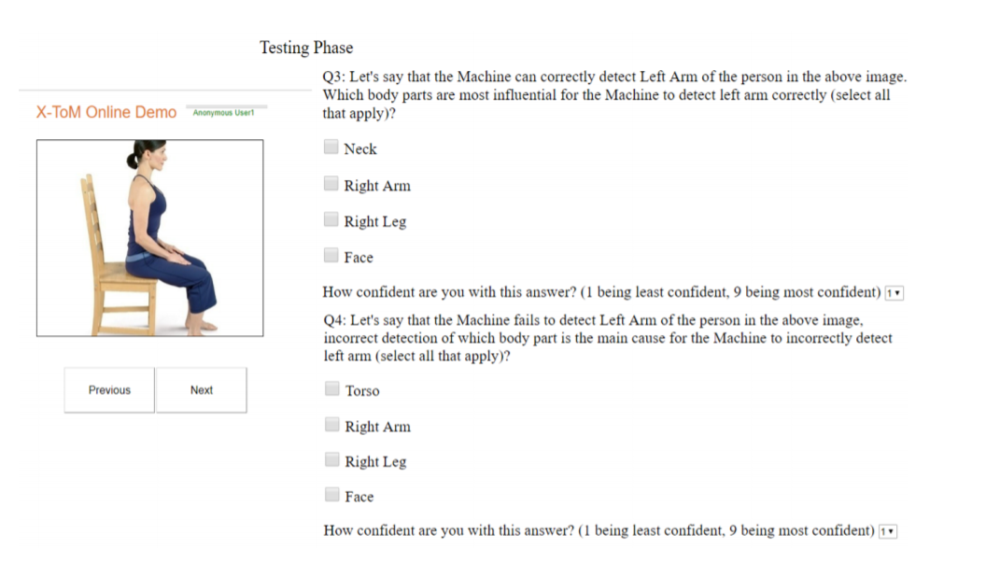 Testing Phase
X-ToM Online Demo
Anonymous User1
Previous
Next
Q3: Let's say that the Machine can correctly detect Left Arm of the person in the above image.
Which body parts are most influential for the Machine to detect left arm correctly (select all
that apply)?
Neck
Right Arm
Right Leg
Face
How confident are you with this answer? (1 being least confident, 9 being most confident) 1
Q4: Let's say that the Machine fails to detect Left Arm of the person in the above image,
incorrect detection of which body part is the main cause for the Machine to incorrectly detect
left arm (select all that apply)?
Torso
Right Arm
Right Leg
Face
How confident are you with this answer? (1 being least confident, 9 being most confident) 1